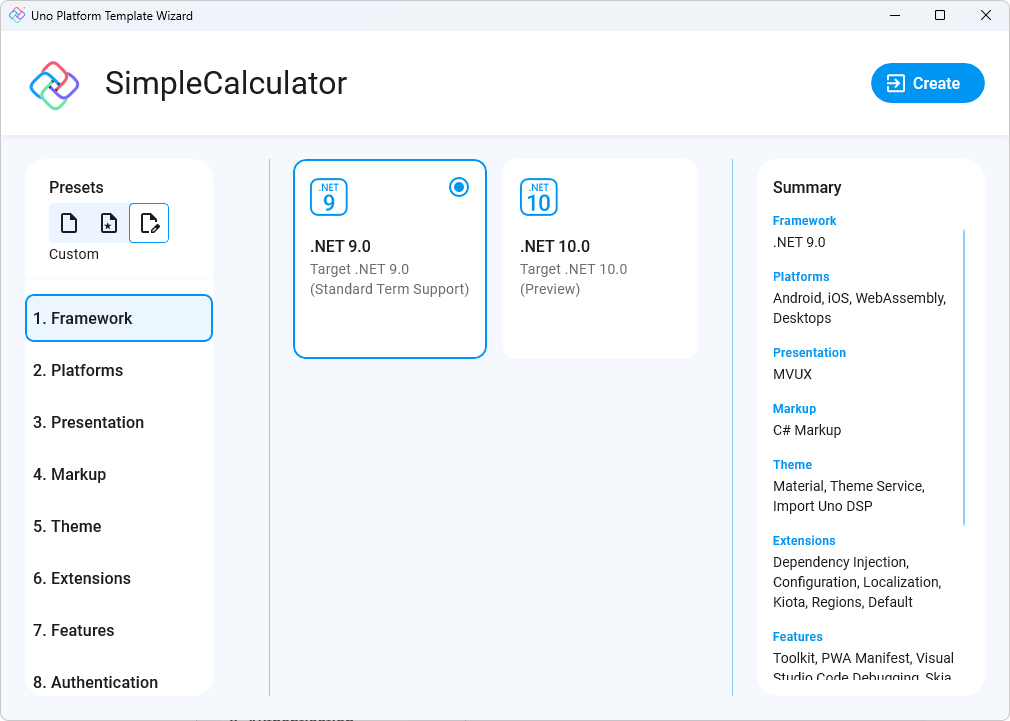 Uno Platform Template Wizard
SimpleCalculator
Create
Presets
Custom
1. Framework
2. Platforms
3. Presentation
4. Markup
5. Theme
6. Extensions
7. Features
8. Authentication
.NET
9
.NET 9.0
Target .NET 9.0
(Standard Term Support)
.NET
10
.NET 10.0
Target .NET 10.0
(Preview)
Summary
Framework
.NET 9.0
Platforms
Android, iOS, WebAssembly,
Desktops
Presentation
MVUX
Markup
C# Markup
Theme
Material, Theme Service,
Import Uno DSP
Extensions
Dependency Injection,
Configuration, Localization,
Kiota, Regions, Default
Features
Toolkit, PWA Manifest, Visual
Studio Code Debugging, Skia